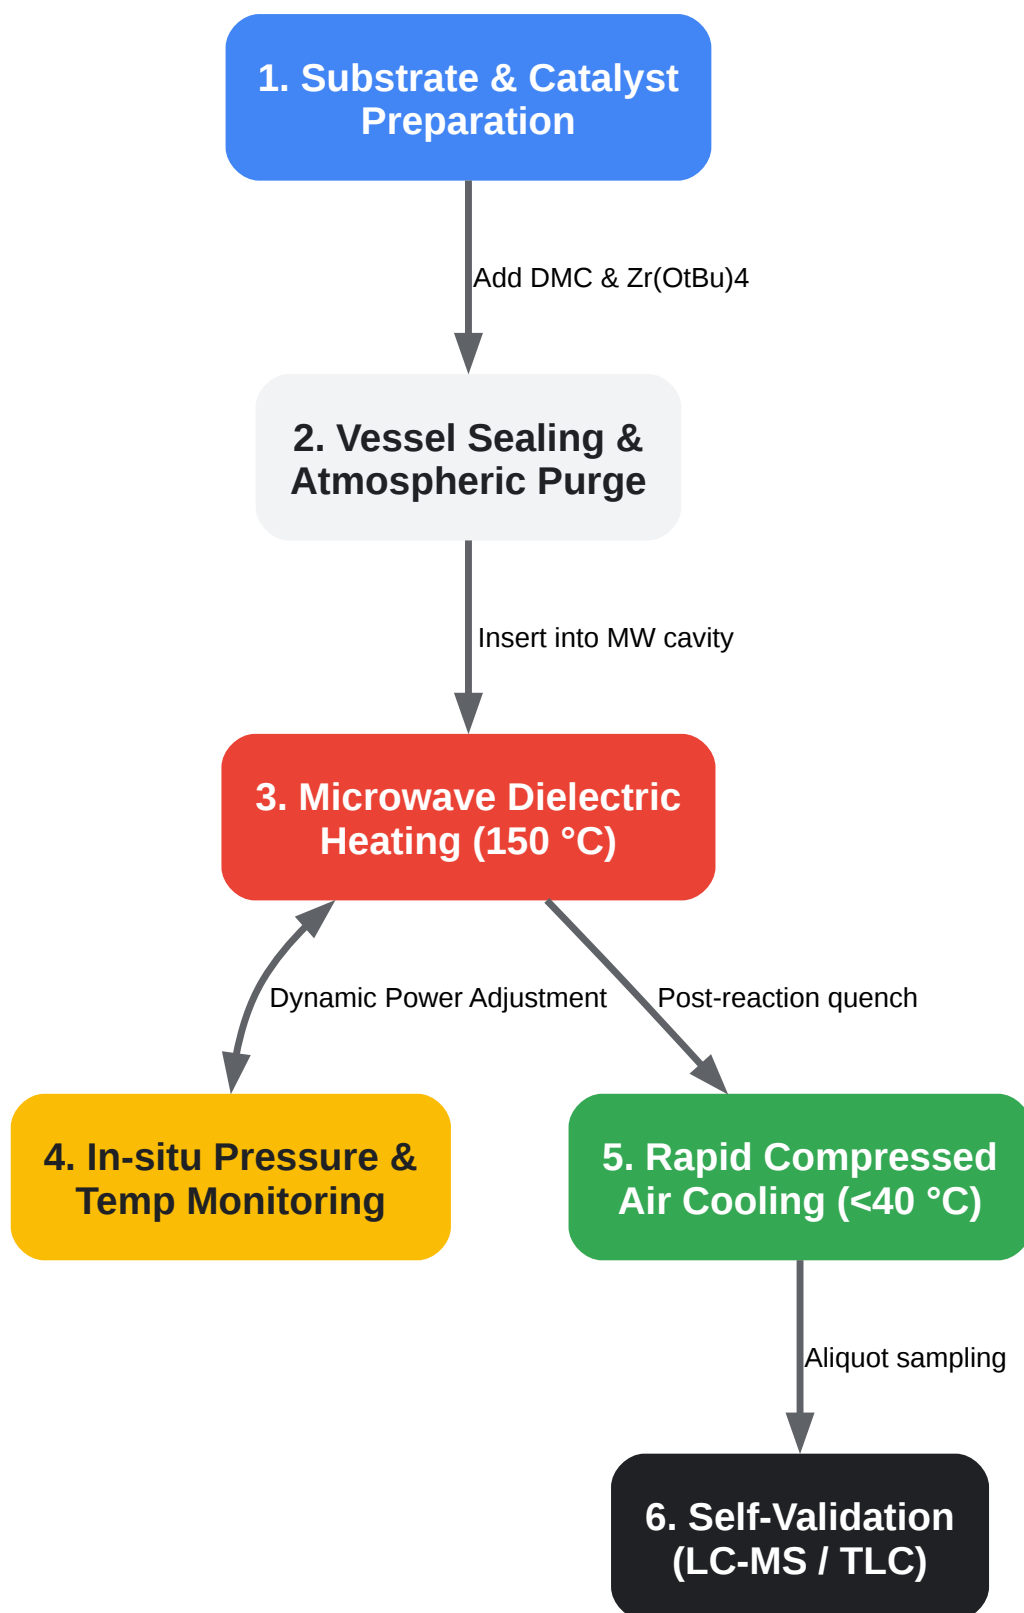 1. Substrate & Catalyst
Preparation
Add DMC & Zr(OtBu)4
2. Vessel Sealing &
Atmospheric Purge
Insert into MW cavity
3. Microwave Dielectric
Heating (150 °C)
Dynamic Power Adjustment
Post-reaction quench
4. In-situ Pressure &
Temp Monitoring
5. Rapid Compressed
Air Cooling (<40 °C)
Aliquot sampling
6. Self-Validation
(LC-MS / TLC)